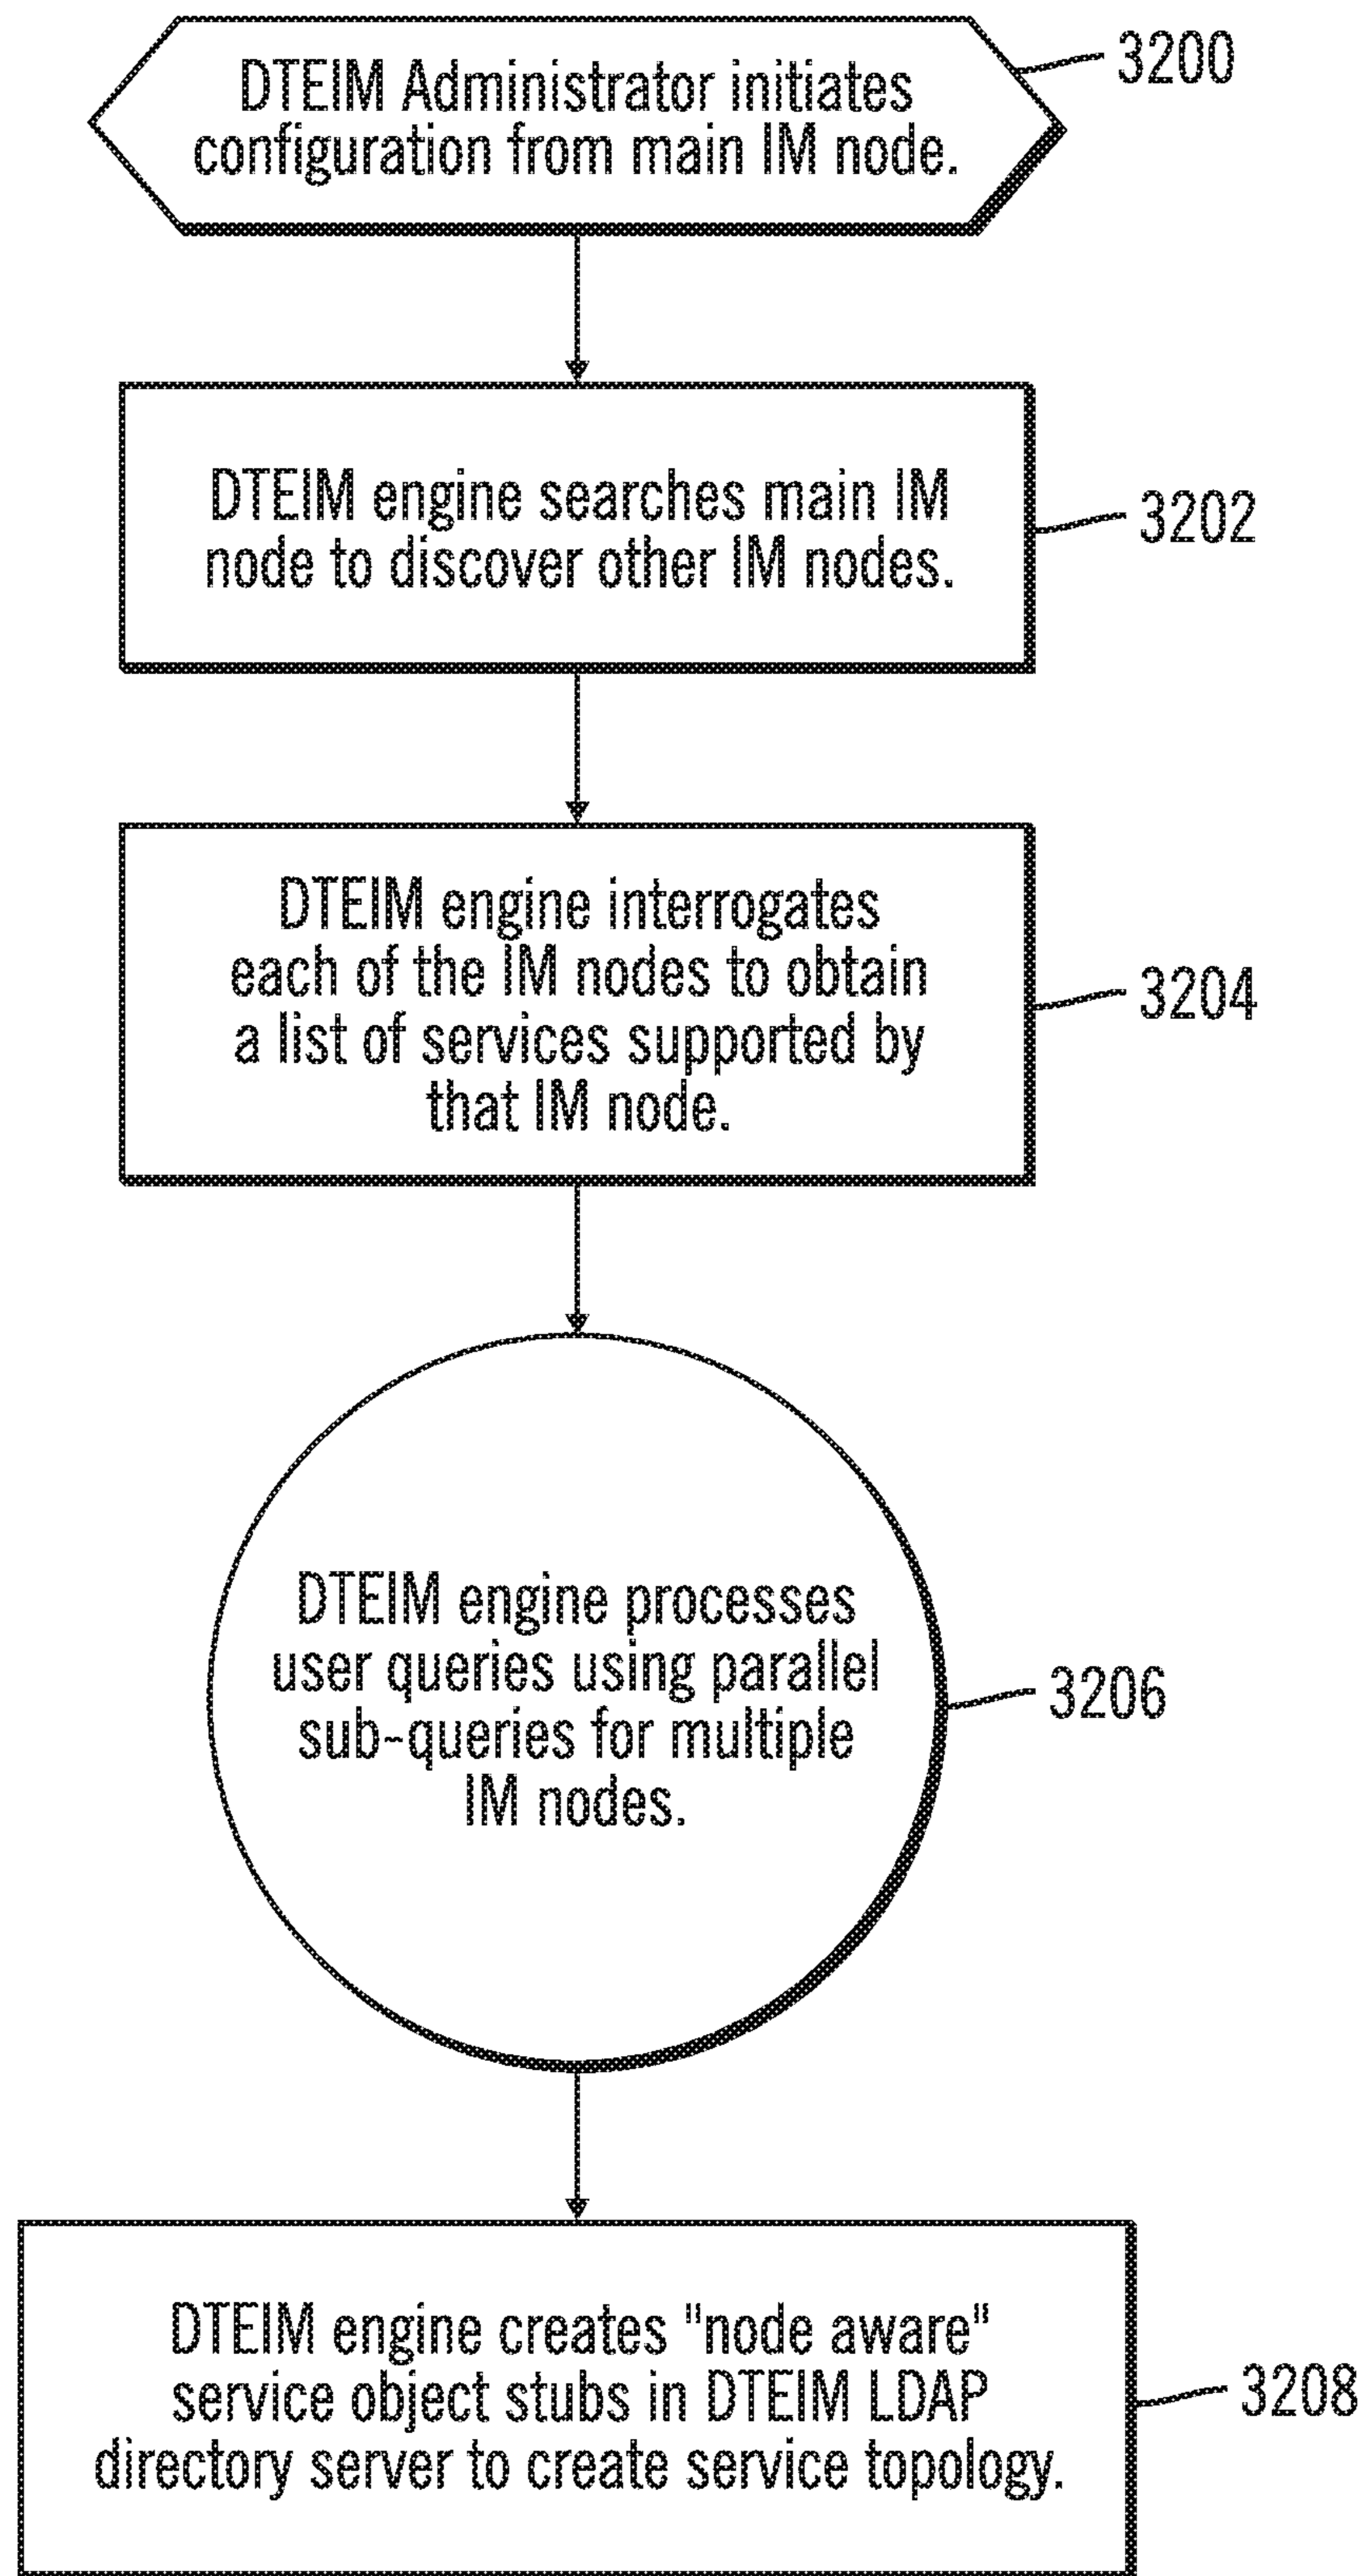 DTEIM Administrator initiates
configuration from main IM node.
3200
DTEIM engine searches main IM
node to discover other IM nodes.
3202
DTEIM engine interrogates
each of the IM nodes to obtain
a list of services supported by
that IM node.
3204
DTEIM engine processes
user queries using parallel
sub-queries for multiple
IM nodes.
3206
DTEIM engine creates "node aware"
service object stubs in DTEIM LDAP
directory server to create service topology.
3208